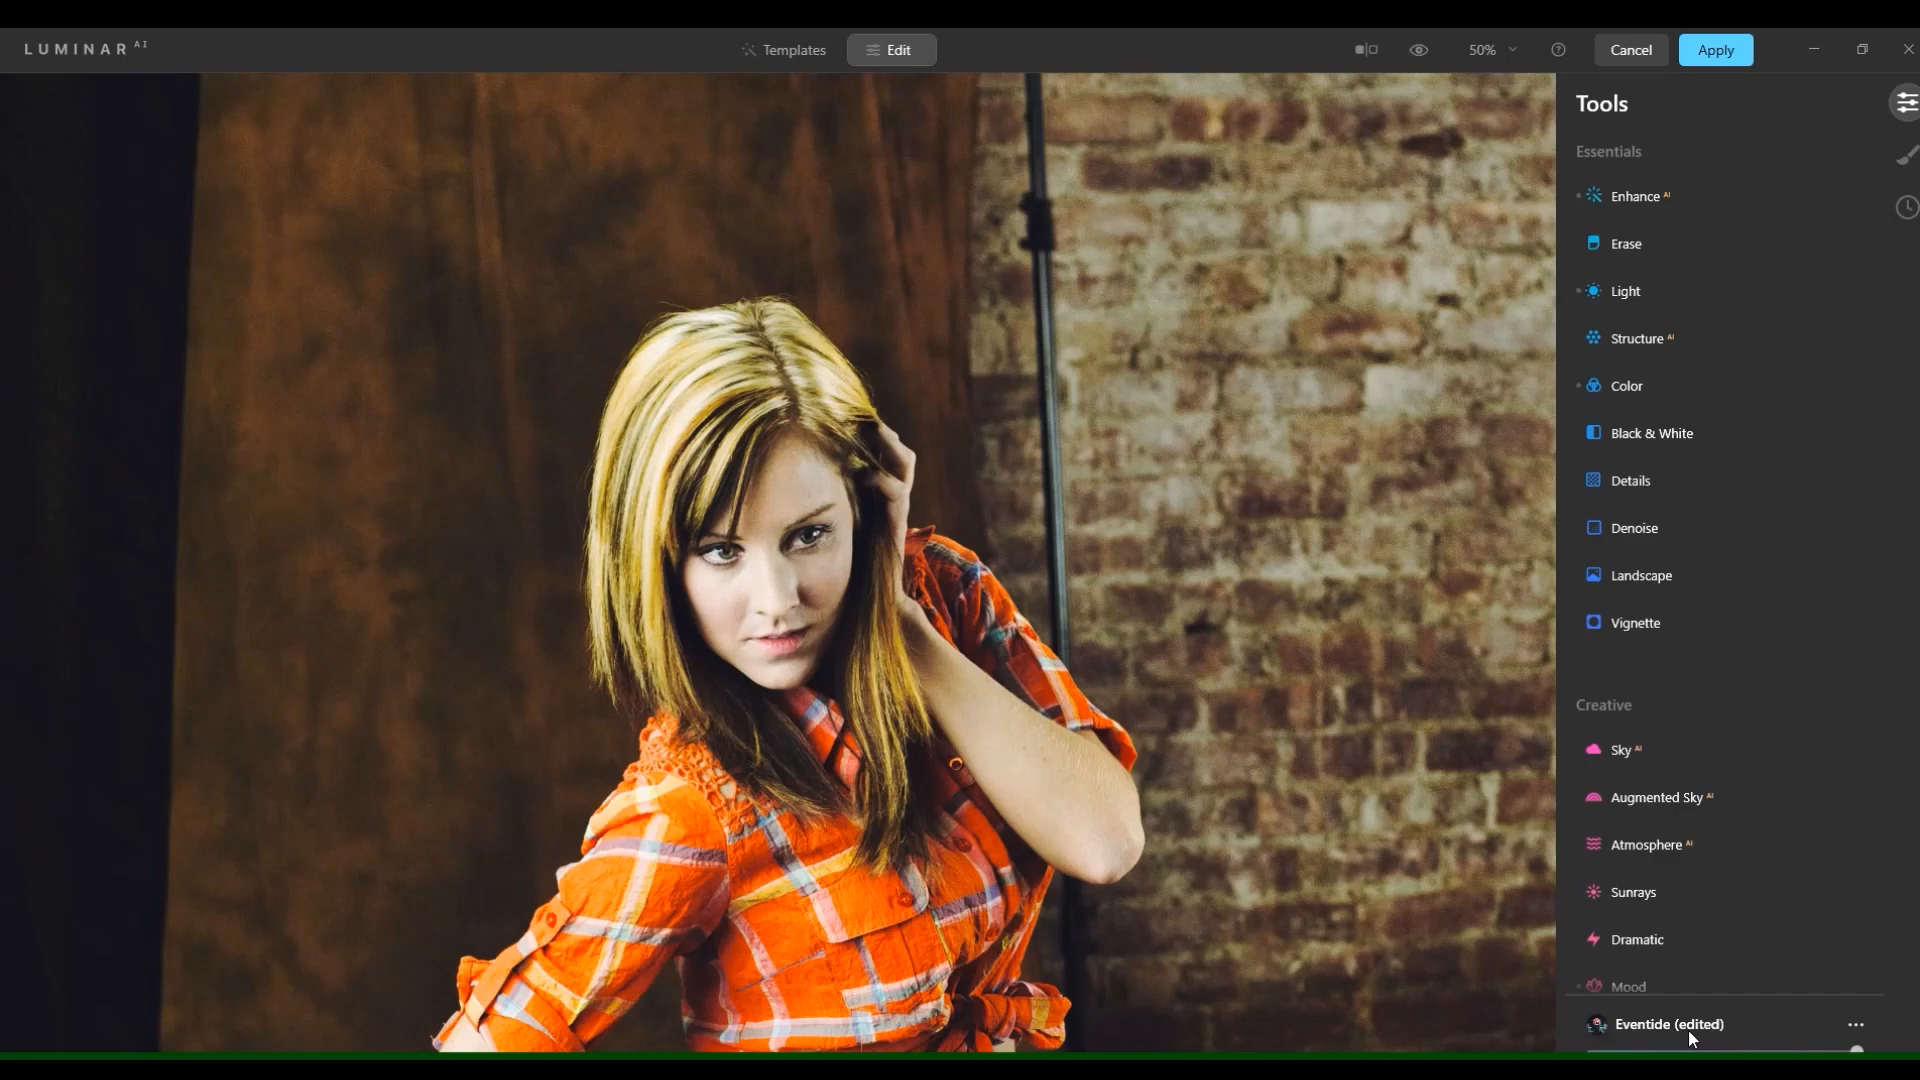 LUMINAR AI
Templates
Edit
50%
Cancel
Apply
Tools
Essentials
Enhance AI
Erase
Light
Structure AI
Color
Black & White
Details
Denoise
Landscape
Vignette
Creative
Sky AI
Augmented Sky AI
Atmosphere AI
Sunrays
Dramatic
Mood
Eventide (edited)